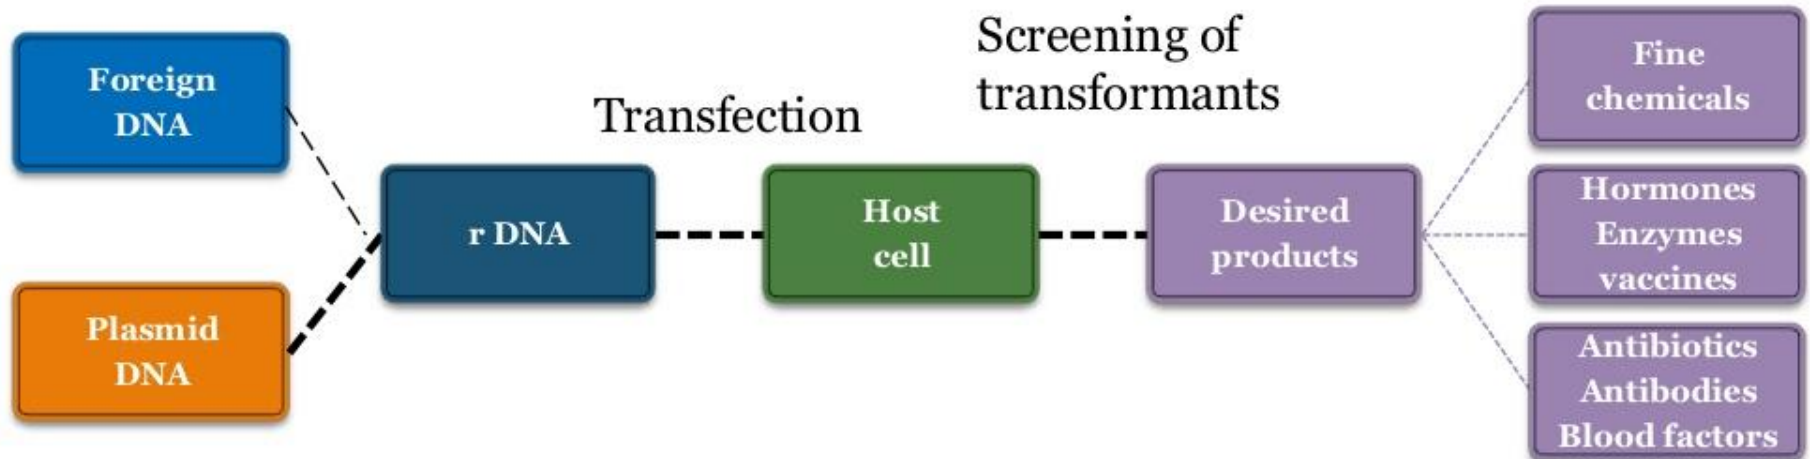 Foreign
DNA
Plasmid
DNA
r DNA
Transfection
Host
cell
Screening of
transformants
Desired
products
Fine
chemicals
Hormones
Enzymes
vaccines
Antibiotics
Antibodies
Blood factors